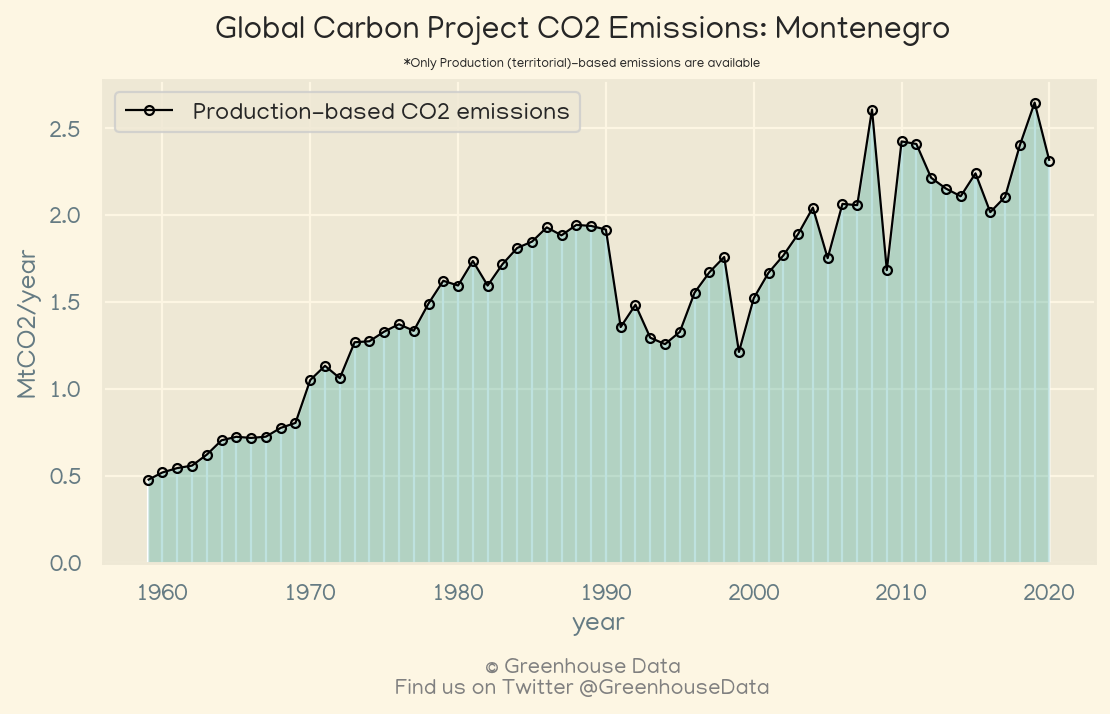 Global Carbon Project CO2 Emissions: Montenegro
*Only Production (territorial)-based emissions are available
Production-based CO2 emissions
2.5
2.0
1.5
1.0
0.5
0.0
MtCO2/year
1960 1970 1980 1990 2000 2010 2020
year
© Greenhouse Data
Find us on Twitter @GreenhouseData